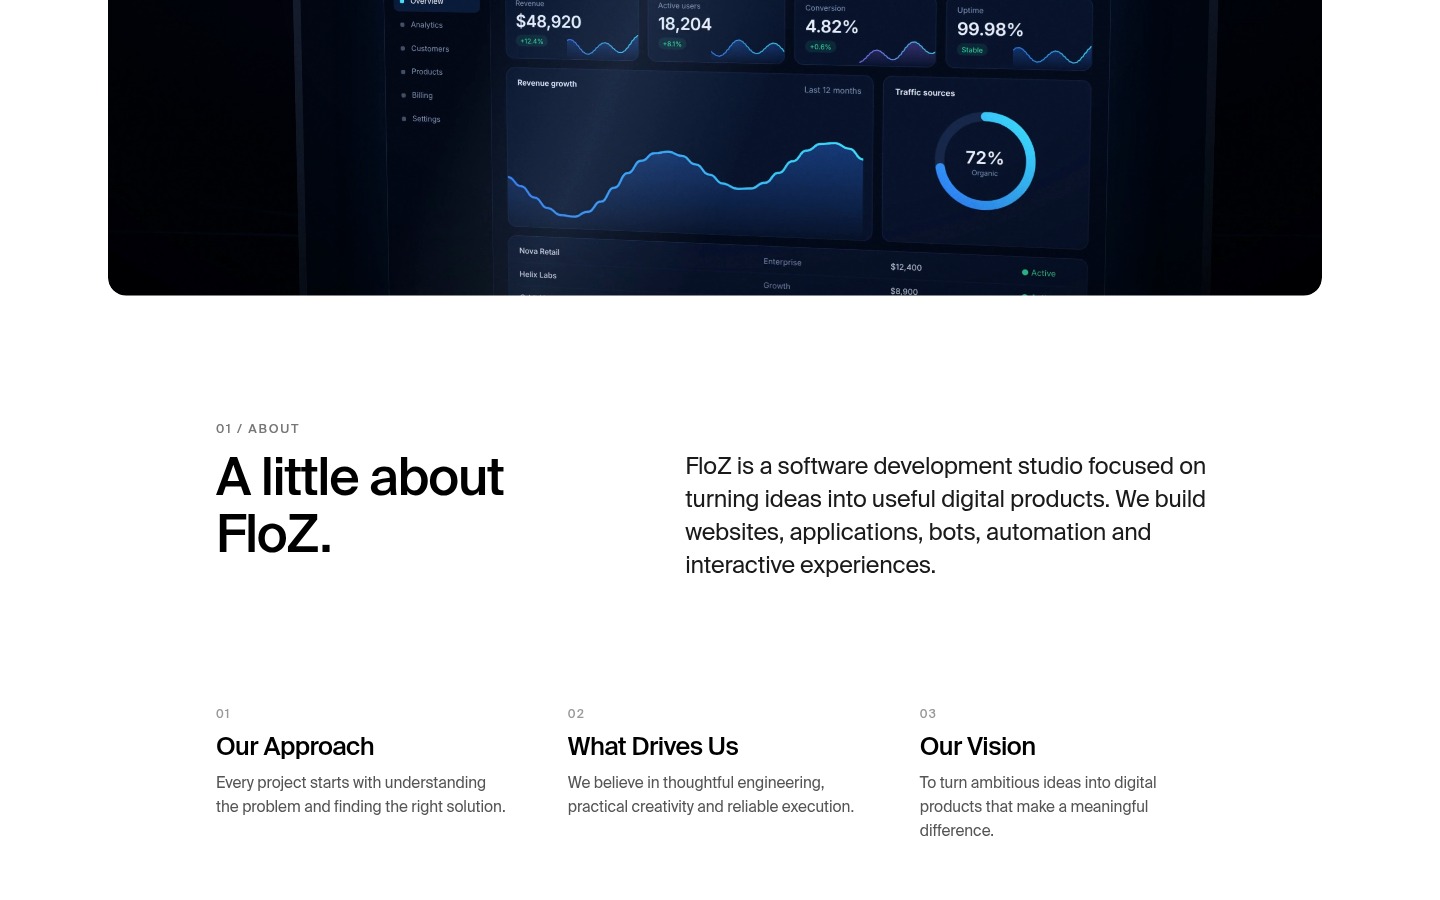 Overview
Analytics
Customers
Products
Billing
Settings
Revenue
$48,920
+12.4%
Active users
18,204
+8.1%
Conversion
4.82%
+0.6%
Uptime
99.98%
Stable
Revenue growth
Last 12 months
Traffic sources
72%
Organic
Nova Retail
Enterprise
$12,400
Active
Helix Labs
Growth
$8,900
01 / ABOUT
A little about
FloZ.
FloZ is a software development studio focused on
turning ideas into useful digital products. We build
websites, applications, bots, automation and
interactive experiences.
01
Our Approach
Every project starts with understanding
the problem and finding the right solution.
02
What Drives Us
We believe in thoughtful engineering,
practical creativity and reliable execution.
03
Our Vision
To turn ambitious ideas into digital
products that make a meaningful
difference.